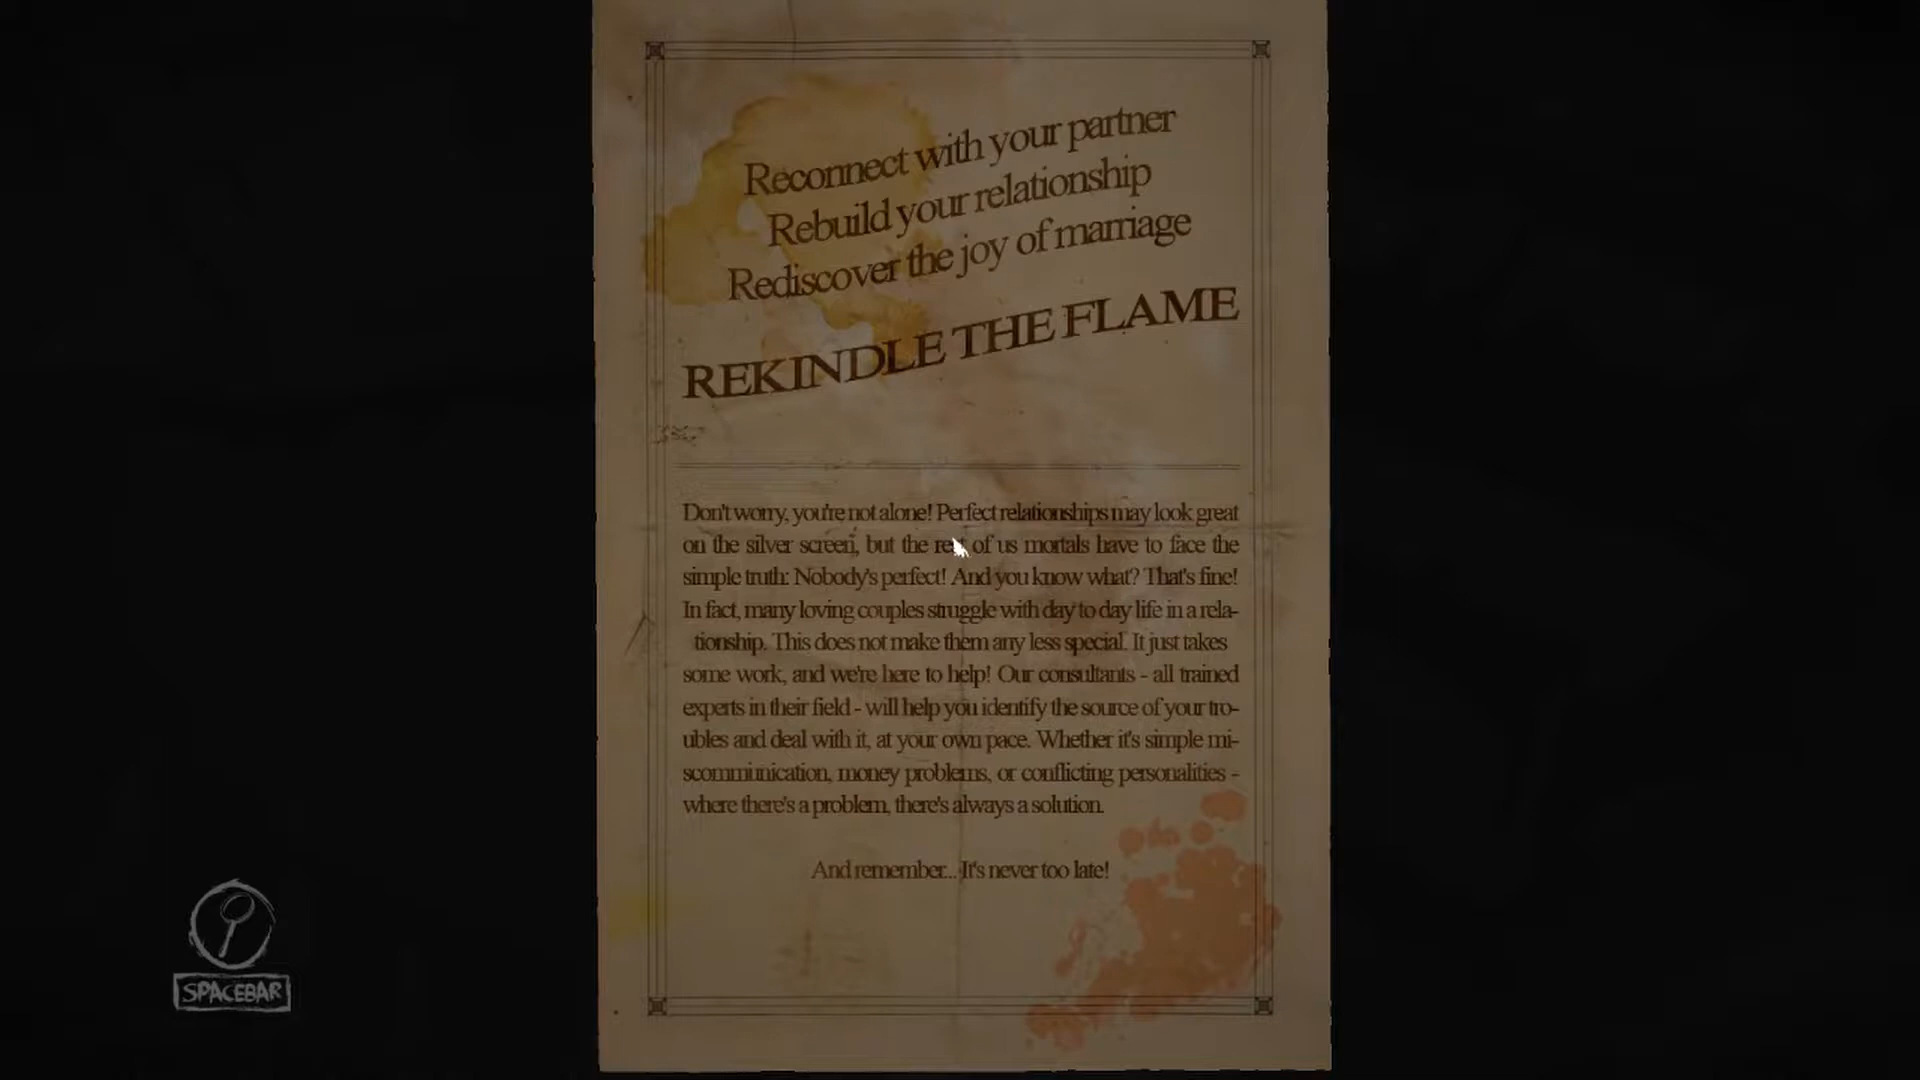 Reconnect with your partner
Rebuild your relationship
Rediscover the joy of marriage
REKINDLE THE FLAME
Don't worry, you're not alone! Perfect relationships may look great
on the silver screen, but the rest of us mortals have to face the
simple truth: Nobody's perfect! And you know what? That's fine!
In fact, many loving couples struggle with day to day life in a rela-
tionship. This does not make them any less special. It just takes
some work, and we're here to help! Our consultants - all trained
experts in their field - will help you identify the source of your tro-
ubles and deal with it, at your own pace. Whether it's simple mi-
scommunication, money problems, or conflicting personalities -
where there's a problem, there's always a solution.
And remember... It's never too late!
SPACEBAR